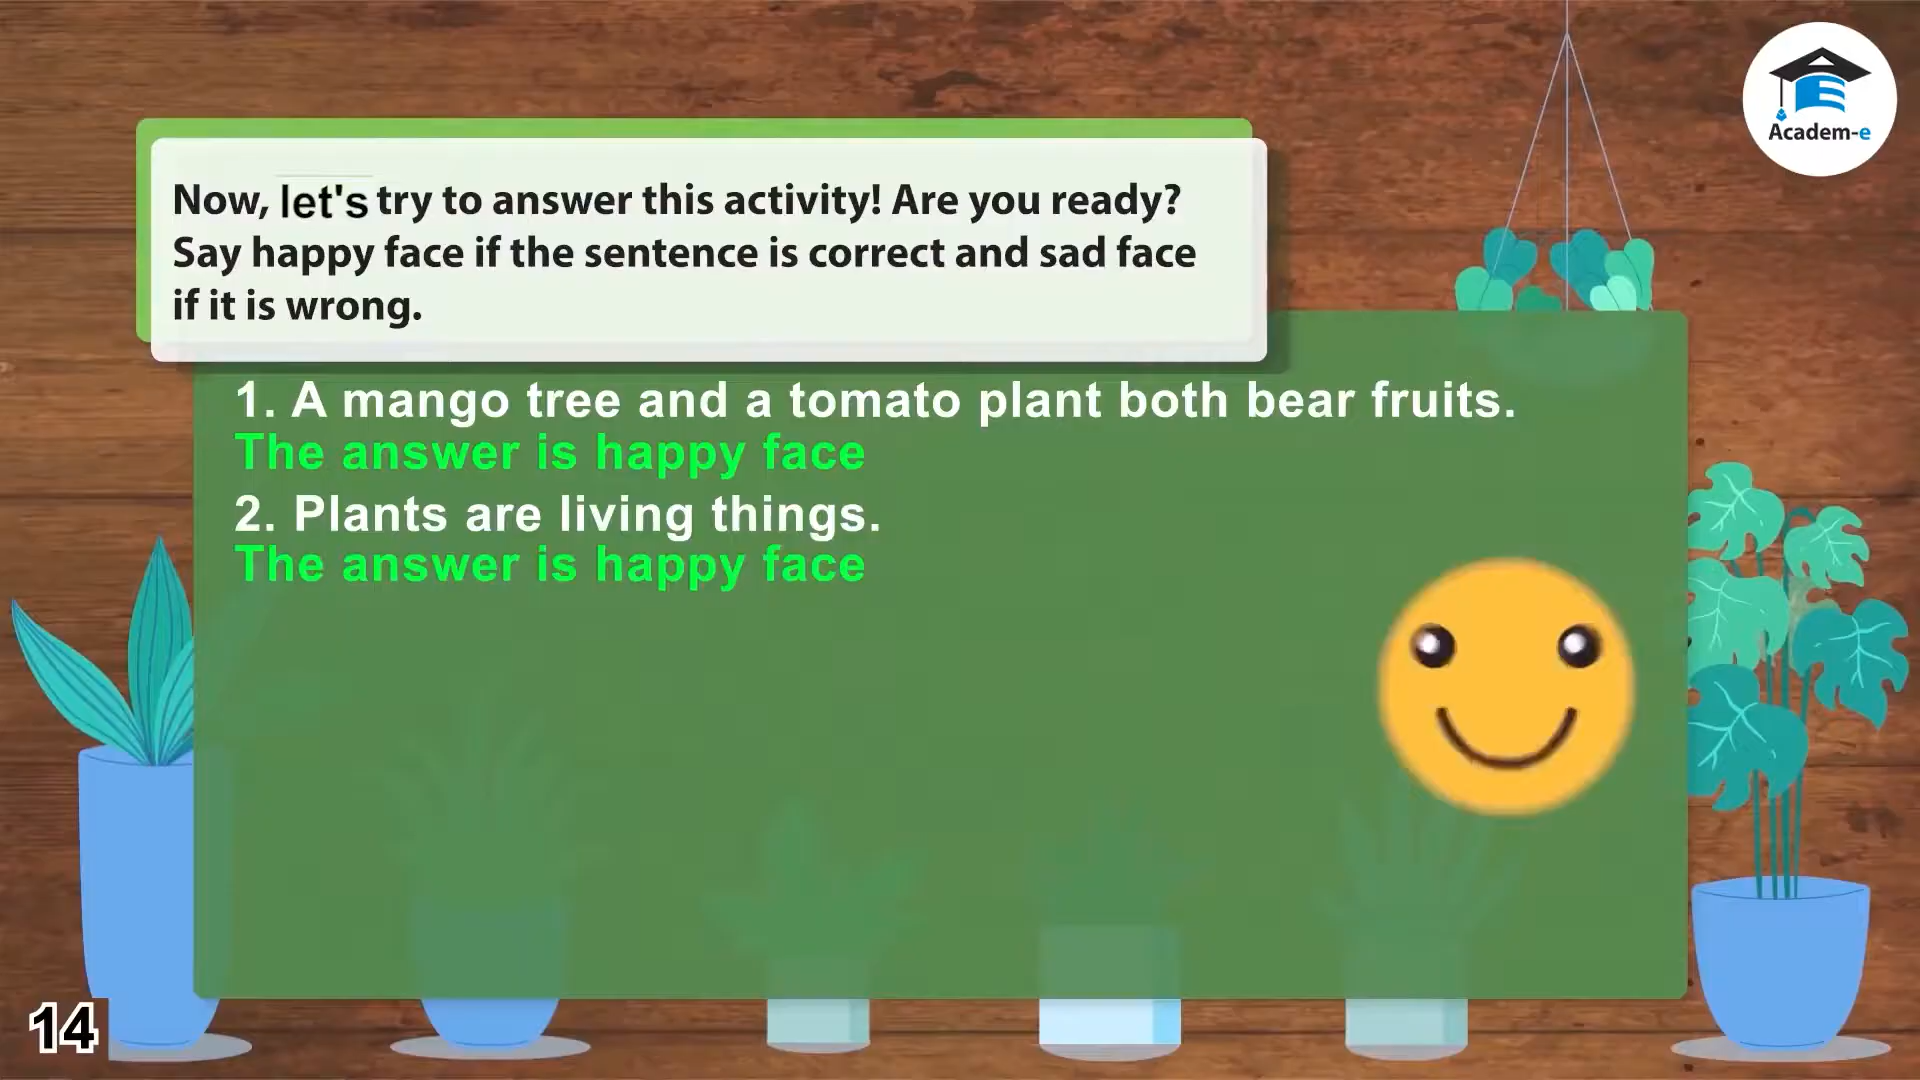 Academ-e
Now, let's try to answer this activity! Are you ready?
Say happy face if the sentence is correct and sad face
if it is wrong.
1. A mango tree and a tomato plant both bear fruits.
The answer is happy face
2. Plants are living things.
The answer is happy face
14